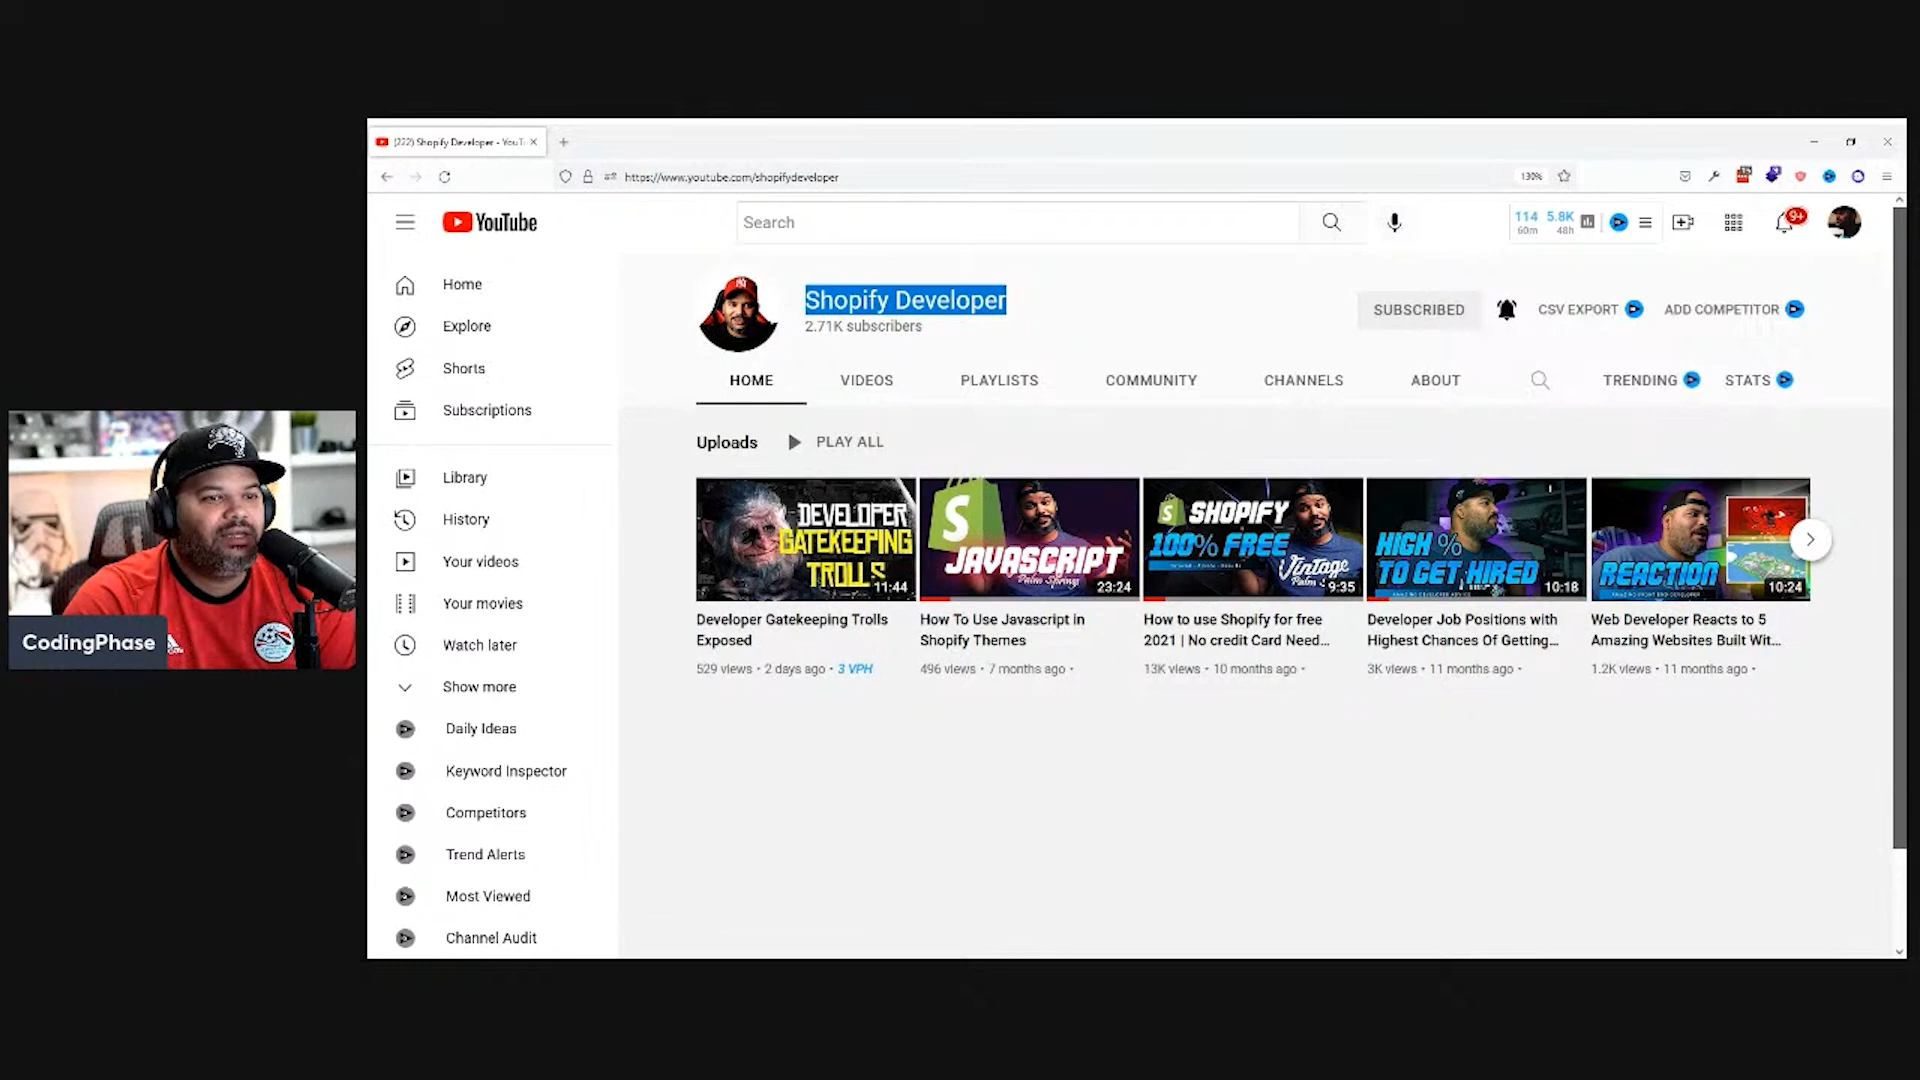 (222) Shopify Developer - YouT
https://www.youtube.com/shopifydeveloper
130%
YouTube
Search
114 5.8K
60m 48h
9+
Home
Explore
Shorts
Subscriptions
Library
History
Your videos
Your movies
Watch later
Show more
Daily Ideas
Keyword Inspector
Competitors
Trend Alerts
Most Viewed
Channel Audit
Shopify Developer
2.71K subscribers
SUBSCRIBED
CSV EXPORT
ADD COMPETITOR
HOME
VIDEOS
PLAYLISTS
COMMUNITY
CHANNELS
ABOUT
TRENDING
STATS
Uploads
PLAY ALL
DEVELOPER
GATEKEEPING
TROLLS
11:44
Developer Gatekeeping Trolls
Exposed
529 views • 2 days ago • 3 VPH
S
JAVASCRIPT
Palm Springs
23:24
How To Use Javascript in
Shopify Themes
496 views • 7 months ago •
SHOPIFY
100% FREE
Vintage
Palm
9:35
How to use Shopify for free
2021 | No credit Card Need...
13K views • 10 months ago •
HIGH %
TO GET HIRED
10:18
Developer Job Positions with
Highest Chances Of Getting...
3K views • 11 months ago •
REACTION
10:24
Web Developer Reacts to 5
Amazing Websites Built Wit...
1.2K views • 11 months ago •
CodingPhase